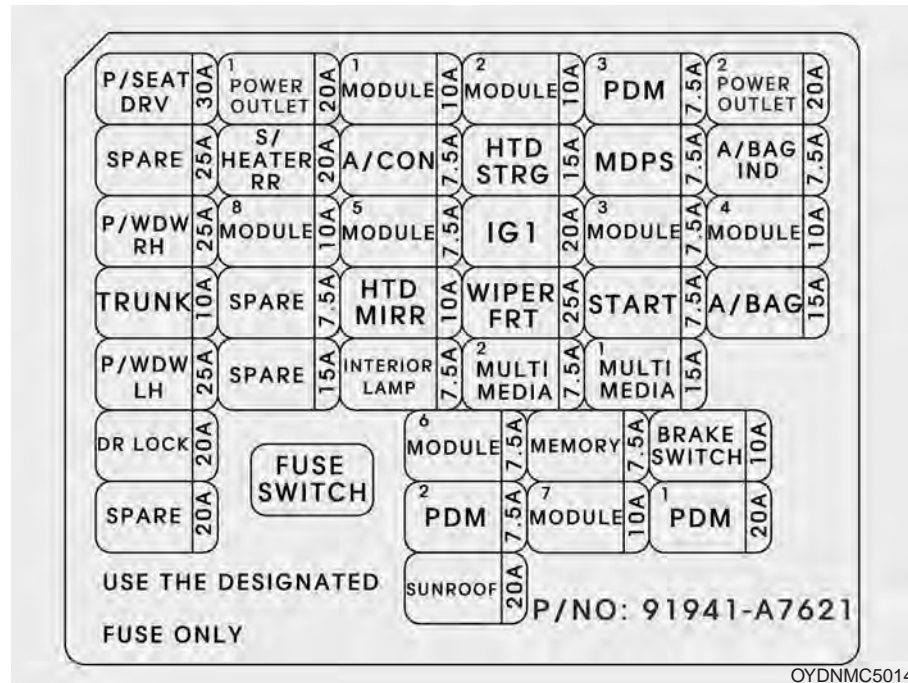 P/SEAT DRV 30A
1 POWER OUTLET 20A
1 MODULE 10A
2 MODULE 10A
3 PDM 7.5A
2 POWER OUTLET 20A
SPARE 25A
S/ HEATER RR 20A
A/CON 7.5A
HTD STRG 15A
MDPS 7.5A
A/BAG IND 7.5A
P/WDW RH 25A
8 MODULE 10A
5 MODULE 7.5A
IG1 20A
3 MODULE 7.5A
4 MODULE 10A
TRUNK 10A
SPARE 7.5A
HTD MIRR 10A
WIPER FRT 25A
START 7.5A
A/BAG 15A
P/WDW LH 25A
SPARE 15A
INTERIOR LAMP 7.5A
2 MULTI MEDIA 7.5A
1 MULTI MEDIA 15A
DR LOCK 20A
FUSE SWITCH
6 MODULE 7.5A
MEMORY 7.5A
BRAKE SWITCH 10A
SPARE 20A
2 PDM 7.5A
7 MODULE 10A
1 PDM 20A
USE THE DESIGNATED
FUSE ONLY
SUNROOF 20A
P/NO: 91941-A7621
OYDNMC5014